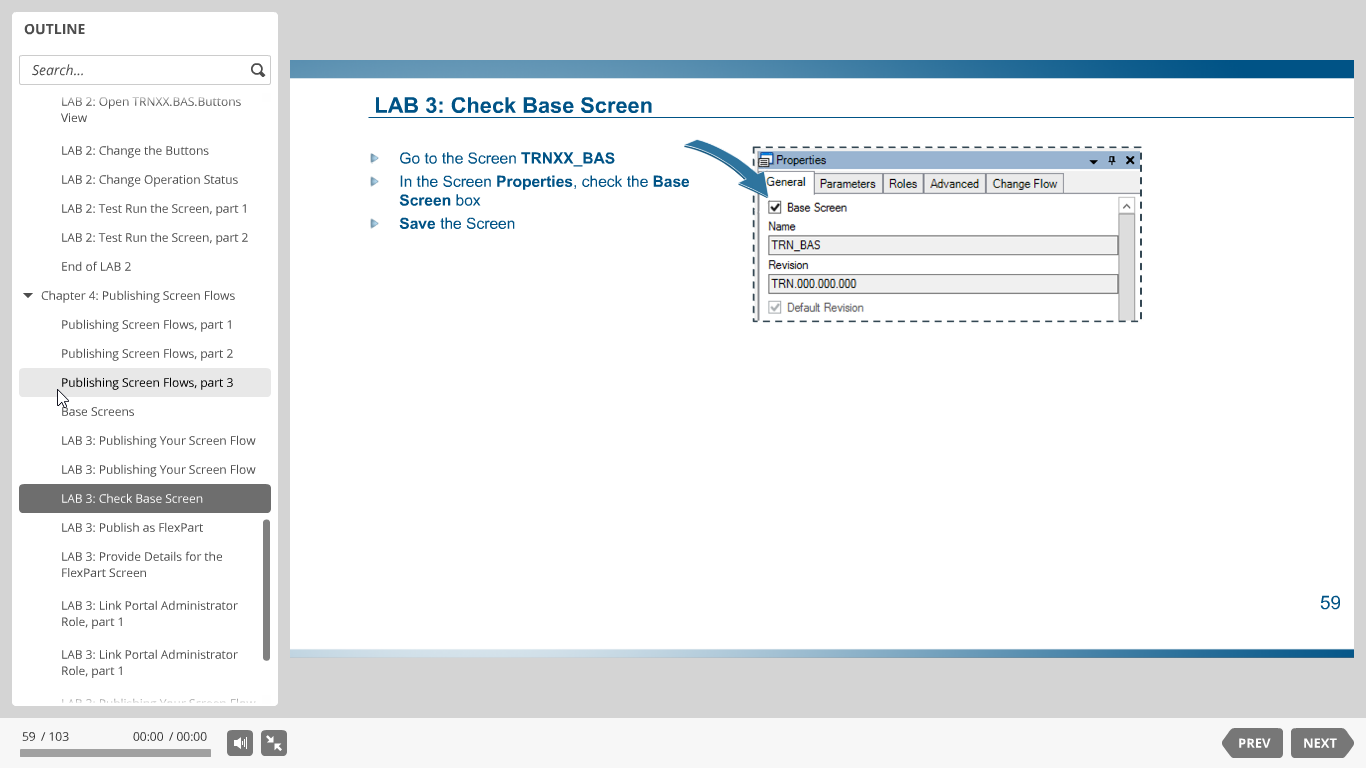 OUTLINE
Search...
LAB 2: Open TRNXX.BAS.Buttons
View
LAB 2: Change the Buttons
LAB 2: Change Operation Status
LAB 2: Test Run the Screen, part 1
LAB 2: Test Run the Screen, part 2
End of LAB 2
Chapter 4: Publishing Screen Flows
Publishing Screen Flows, part 1
Publishing Screen Flows, part 2
Publishing Screen Flows, part 3
Base Screens
LAB 3: Publishing Your Screen Flow
LAB 3: Publishing Your Screen Flow
LAB 3: Check Base Screen
LAB 3: Publish as FlexPart
LAB 3: Provide Details for the
FlexPart Screen
LAB 3: Link Portal Administrator
Role, part 1
LAB 3: Link Portal Administrator
Role, part 1
LAB 3: Publishing Your Screen Flow
LAB 3: Check Base Screen
Go to the Screen TRNXX_BAS
In the Screen Properties, check the Base
Screen box
Save the Screen
Properties
General Parameters Roles Advanced Change Flow
Base Screen
Name
TRN_BAS
Revision
TRN.000.000.000
Default Revision
59
59 / 103 00:00 / 00:00
PREV NEXT